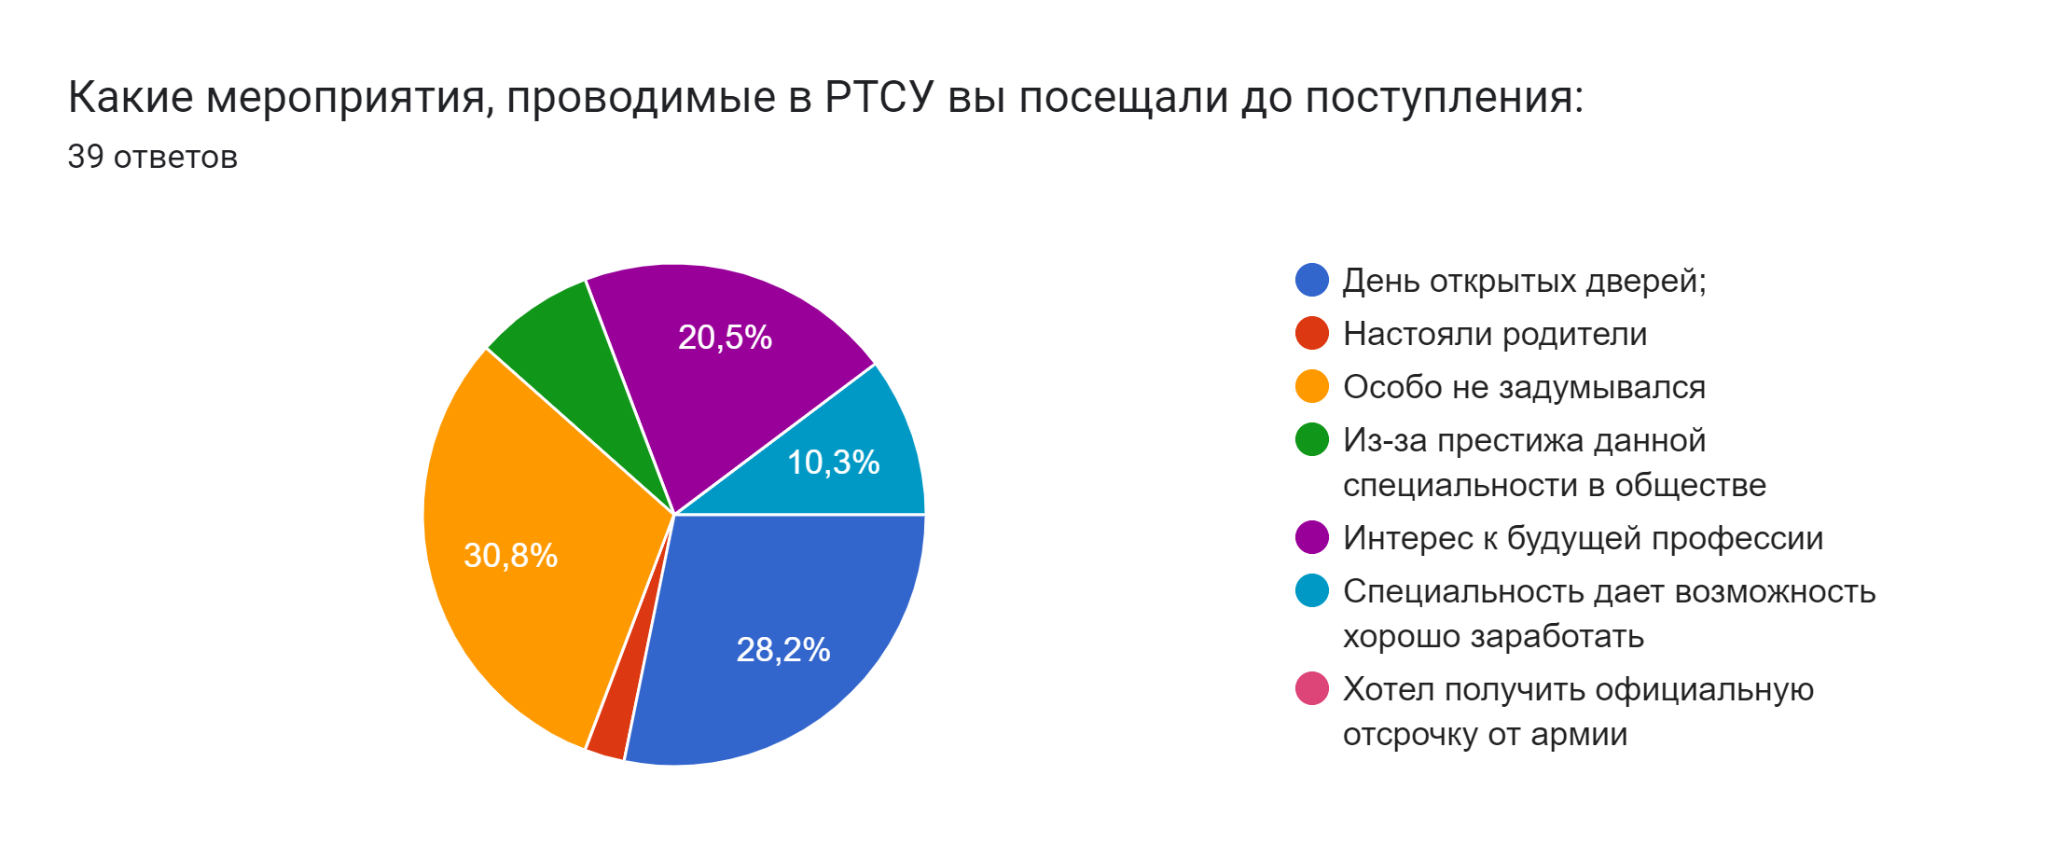 Какие мероприятия, проводимые в РТСУ вы посещали до поступления:
39 ответов
20,5%
10,3%
30,8%
28,2%
День открытых дверей;
Настояли родители
Особо не задумывался
Из-за престижа данной
специальности в обществе
Интерес к будущей профессии
Специальность дает возможность
хорошо заработать
Хотел получить официальную
отсрочку от армии